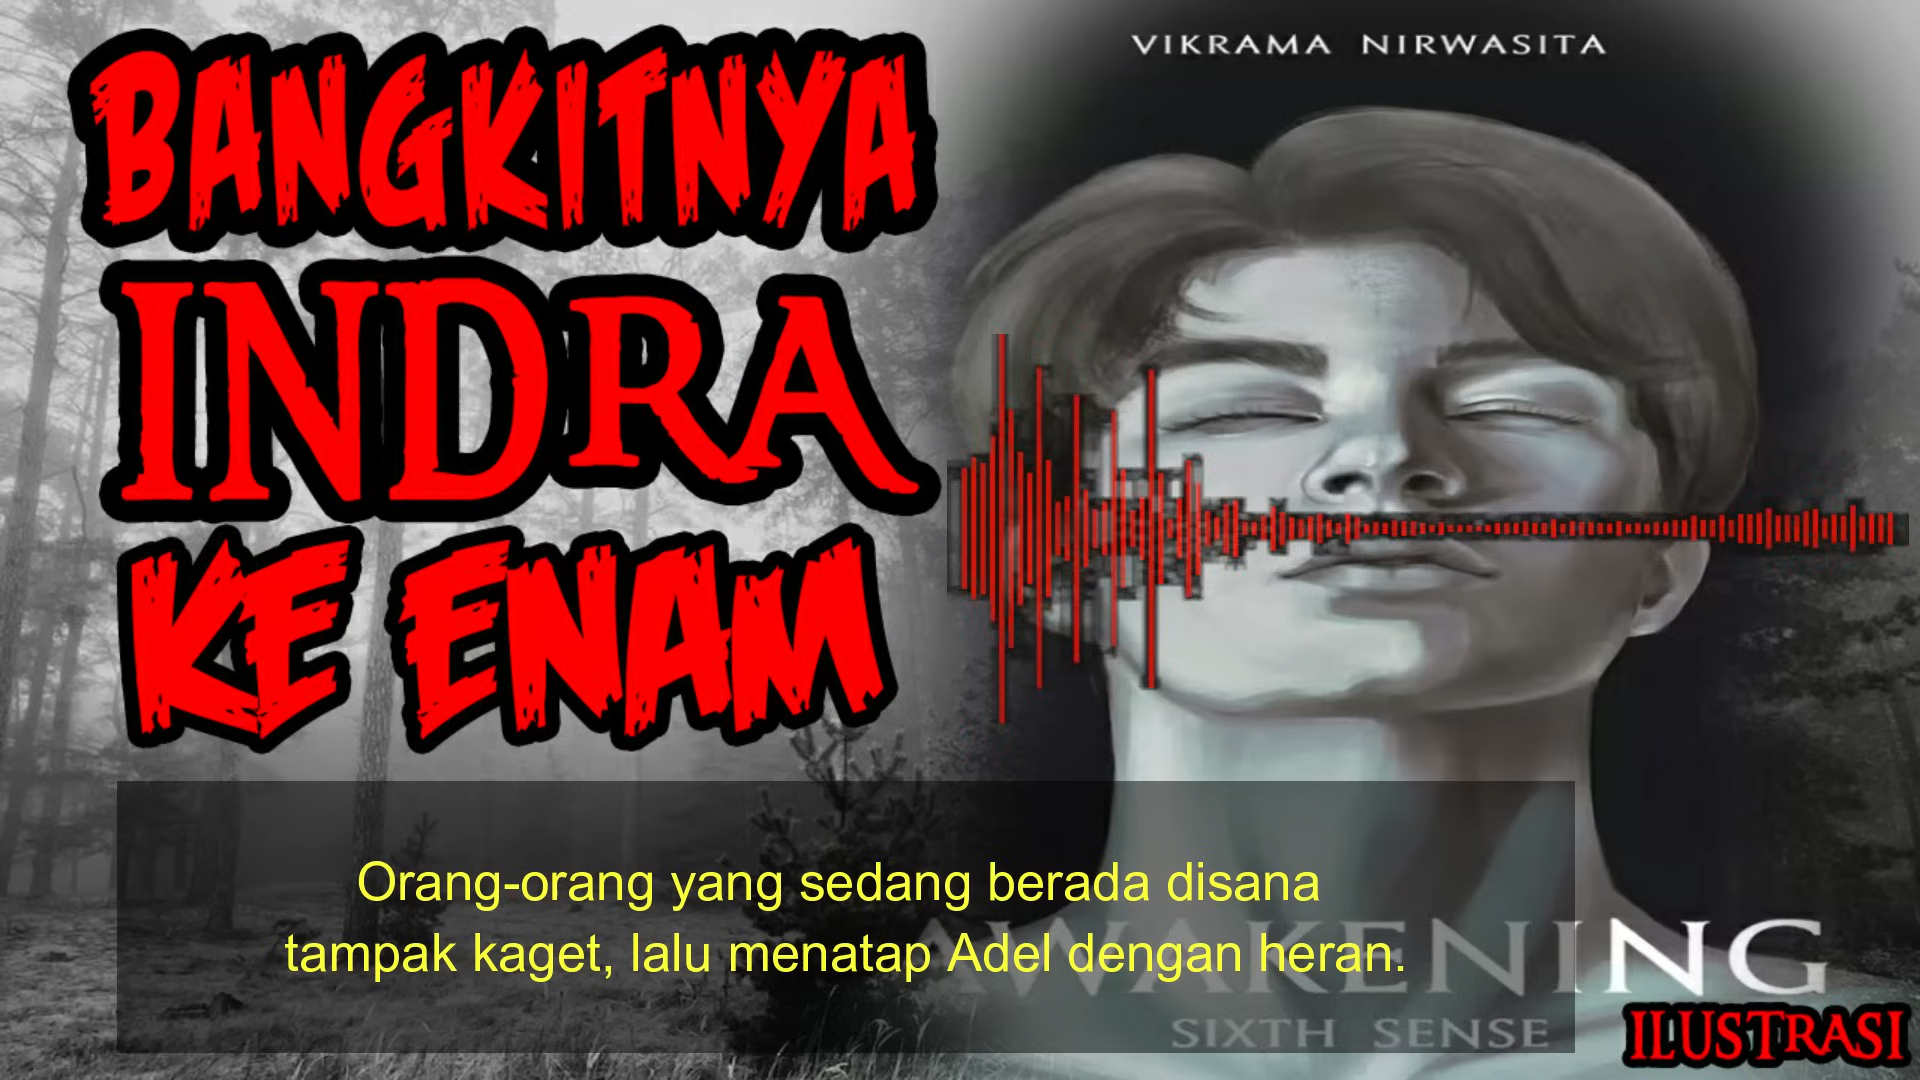 BANGKITNYA
INDRA
KE ENAM
VIKRAMA NIRWASITA
Orang-orang yang sedang berada disana
tampak kaget, lalu menatap Adel dengan heran.
AWAKENING
SIXTH SENSE
ILUSTRASI